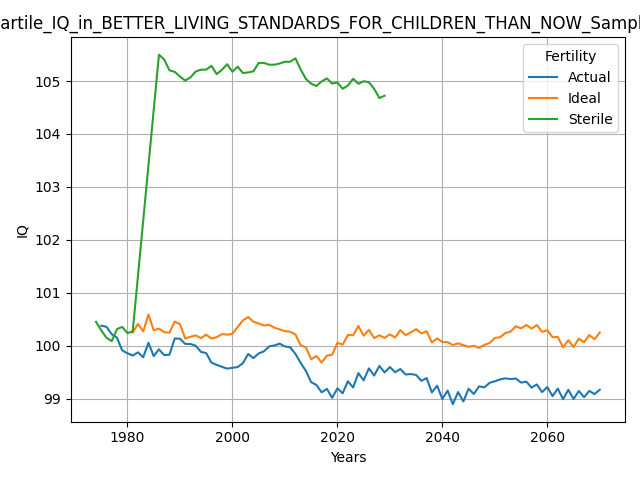 artile_IQ_in_BETTER_LIVING_STANDARDS_FOR_CHILDREN_THAN_NOW_Sampl
Fertility
Actual
Ideal
Sterile
105
104
103
102
101
100
99
IQ
1980 2000 2020 2040 2060
Years